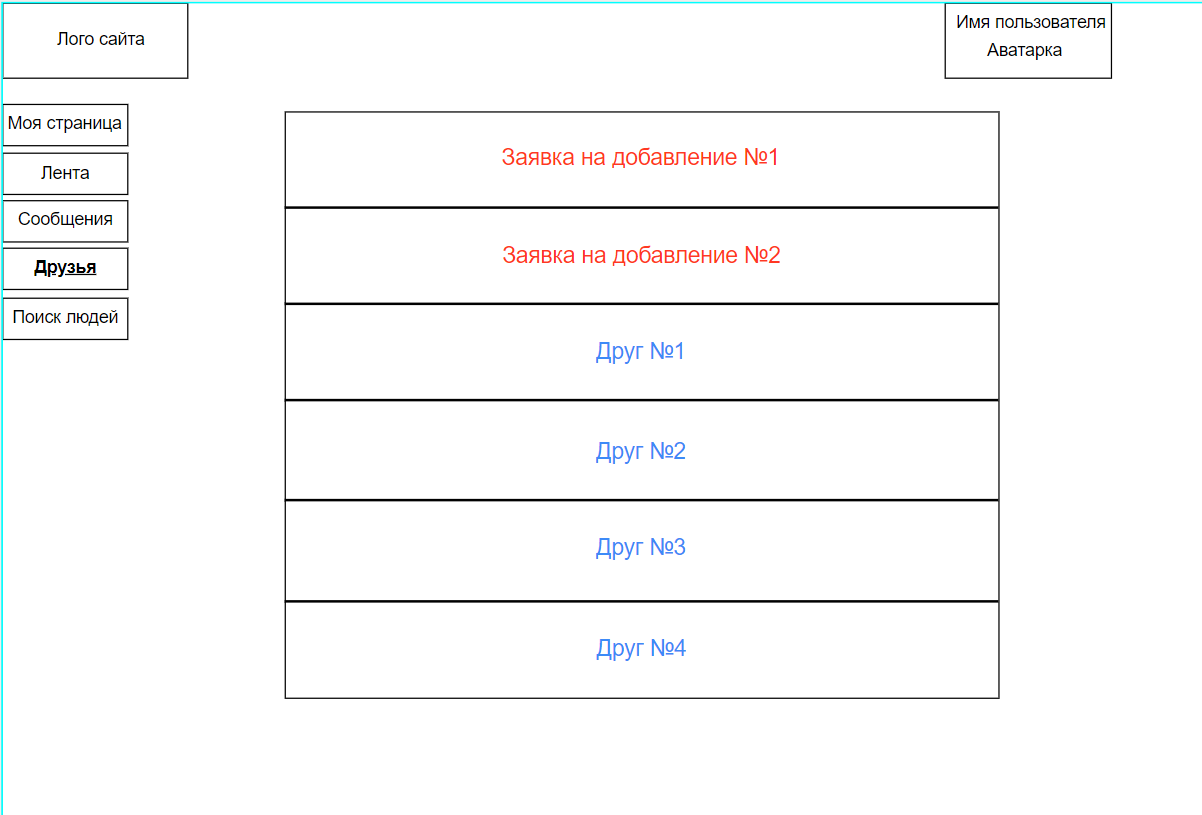 Лого сайта
Имя пользователя
Аватарка
Моя страница
Лента
Сообщения
Друзья
Поиск людей
Заявка на добавление №1
Заявка на добавление №2
Друг №1
Друг №2
Друг №3
Друг №4